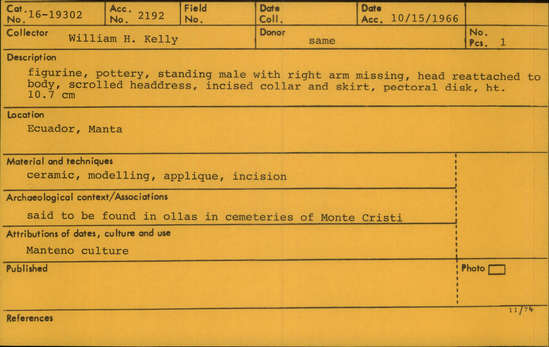 Cat. No. 16-19302 Acc. No. 2192 Field No. Date Coll. Date Acc. 10/15/1966
Collector William H. Kelly Donor same No. Pcs. 1
Description
figurine, pottery, standing male with right arm missing, head reattached to
body, scrolled headdress, incised collar and skirt, pectoral disk, ht.
10.7 cm
Location
Ecuador, Manta
Material and techniques
ceramic, modelling, applique, incision
Archaeological context/Associations
said to be found in ollas in cemeteries of Monte Cristi
Attributions of dates, culture and use
Manteno culture
Published Photo
11/74
References